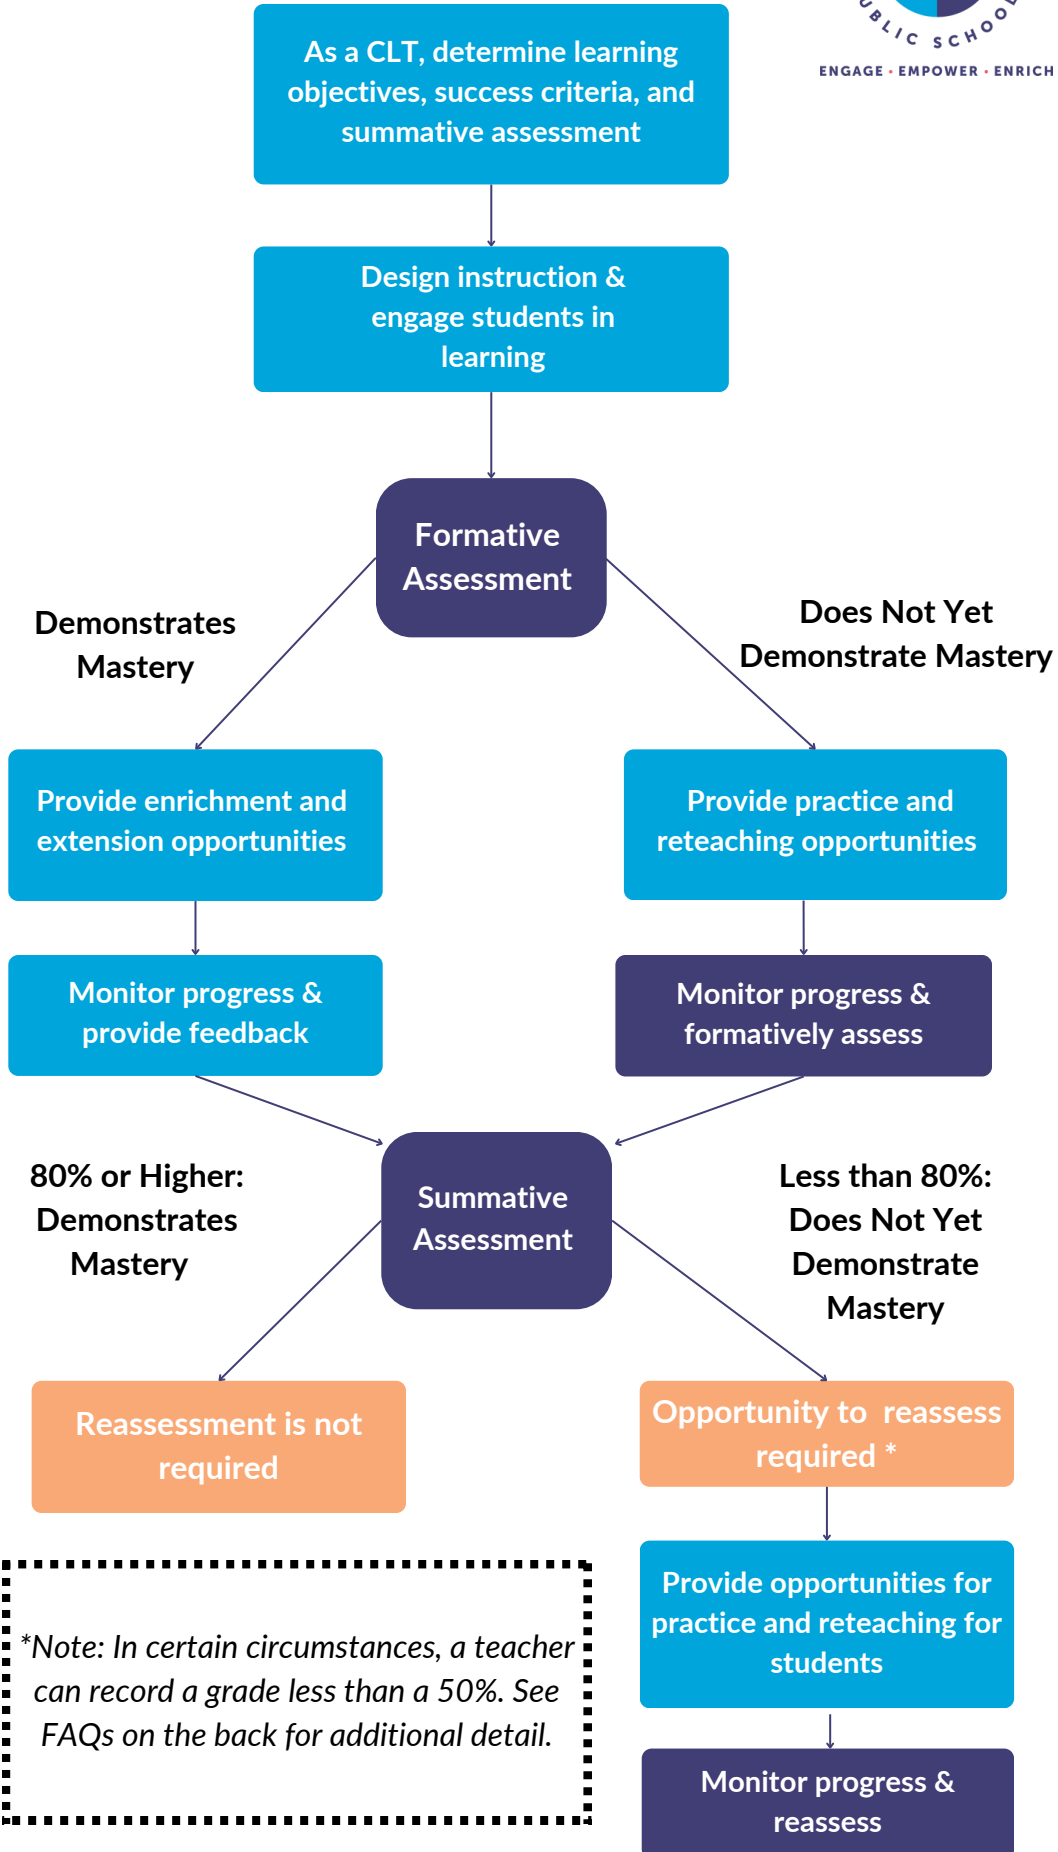 UBLIC SCHOOL
ENGAGE • EMPOWER • ENRICH
As a CLT, determine learning
objectives, success criteria, and
summative assessment
Design instruction &
engage students in
learning
Formative
Assessment
Demonstrates
Mastery
Does Not Yet
Demonstrate Mastery
Provide enrichment and
extension opportunities
Provide practice and
reteaching opportunities
Monitor progress &
provide feedback
Monitor progress &
formatively assess
Summative
Assessment
80% or Higher:
Demonstrates
Mastery
Less than 80%:
Does Not Yet
Demonstrate
Mastery
Reassessment is not
required
Opportunity to  reassess
required *
Provide opportunities for
practice and reteaching for
students
*Note: In certain circumstances, a teacher
can record a grade less than a 50%. See
FAQs on the back for additional detail.
Monitor progress &
reassess